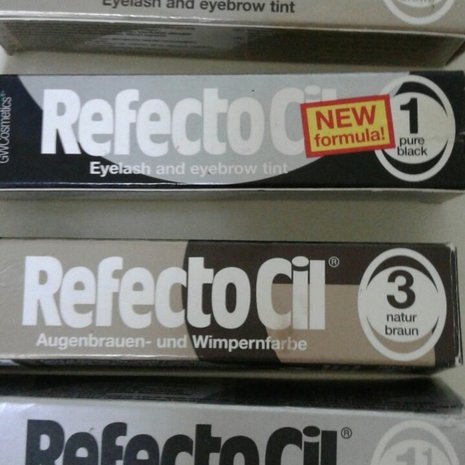 Eyelash and eyebrow tint
GWCosmetics®
RefectoCil
NEW
formula!
1
pure
black
Eyelash and eyebrow tint
RefectoCil®
3
natur
braun
Augenbrauen- und Wimpernfarbe
RefectoCil®